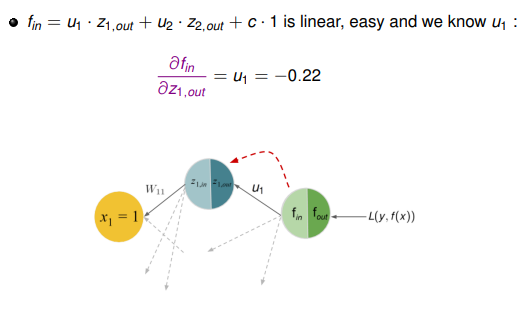 ● f_in = u_1 · z_1,out + u_2 · z_2,out + c · 1 is linear, easy and we know u_1 :
∂f_in / ∂z_1,out = u_1 = −0.22
W_11 z_1,in z_1,out u_1
x_1 = 1 f_in f_out L(y, f(x))